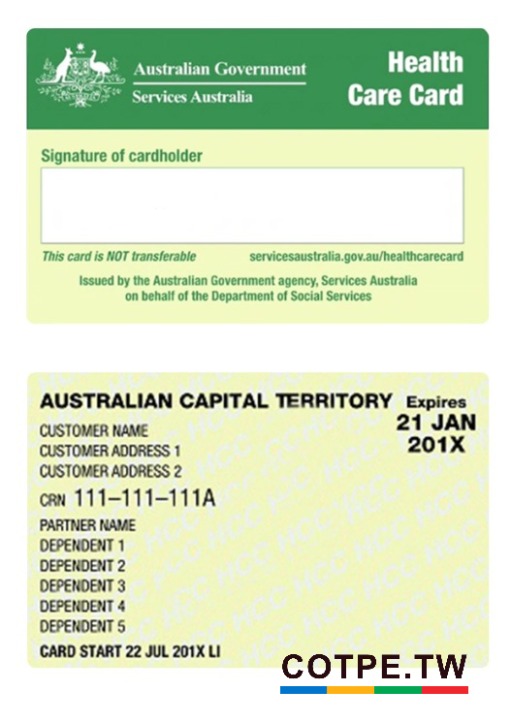 Australian Government
Services Australia
Health
Care Card
Signature of cardholder
This card is NOT transferable
servicesaustralia.gov.au/healthcarecard
Issued by the Australian Government agency, Services Australia
on behalf of the Department of Social Services
AUSTRALIAN CAPITAL TERRITORY
Expires
21 JAN
201X
CUSTOMER NAME
CUSTOMER ADDRESS 1
CUSTOMER ADDRESS 2
CRN 111–111–111A
PARTNER NAME
DEPENDENT 1
DEPENDENT 2
DEPENDENT 3
DEPENDENT 4
DEPENDENT 5
CARD START 22 JUL 201X LI
COTPE.TW